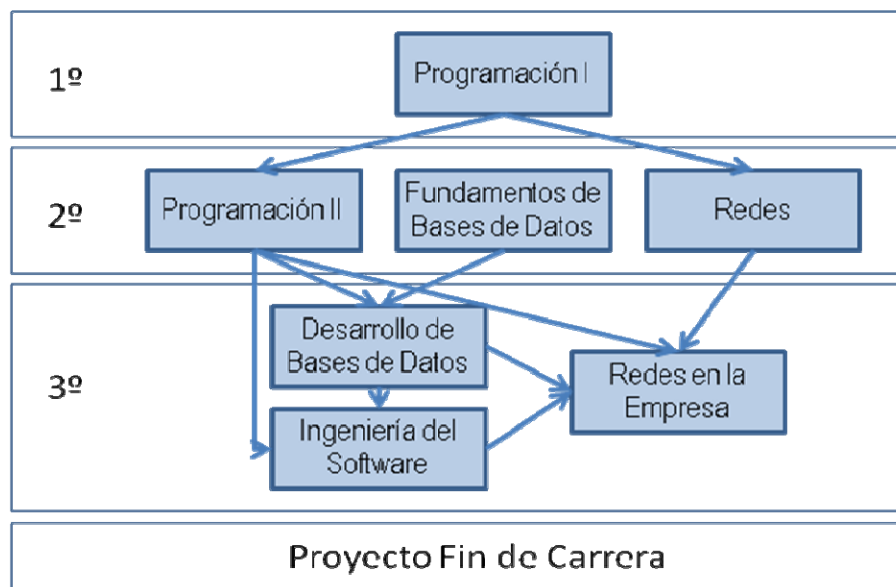 1º
Programación I
2º
Programación II
Fundamentos de
Bases de Datos
Redes
3º
Desarrollo de
Bases de Datos
Redes en la
Empresa
Ingeniería del
Software
Proyecto Fin de Carrera